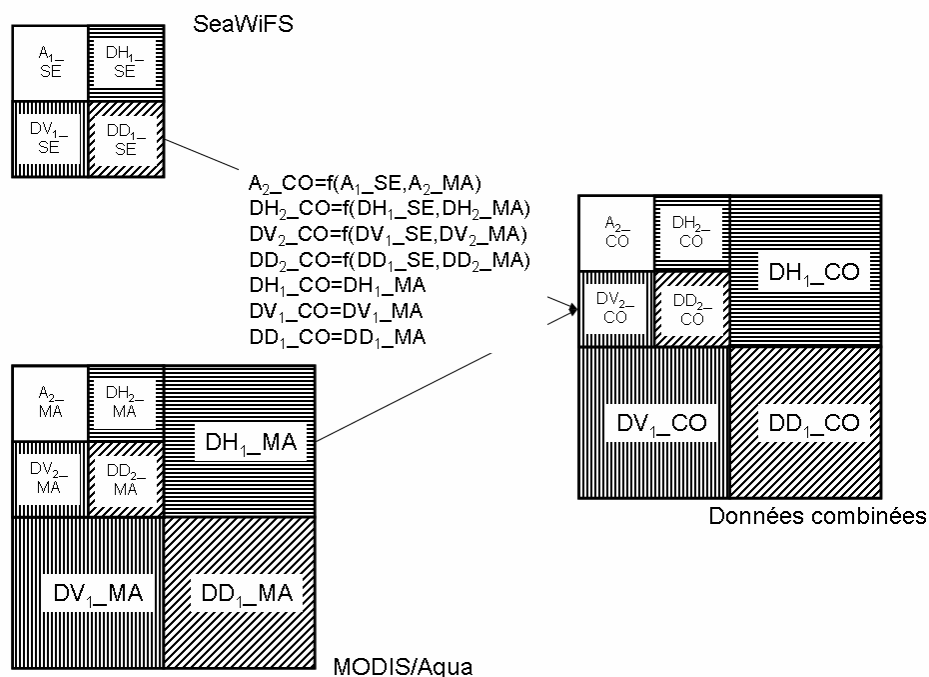 SeaWiFS
A₁_
SE
DH₁_
SE
DV₁_
SE
DD₁_
SE
A₂_CO=f(A₁_SE,A₂_MA)
DH₂_CO=f(DH₁_SE,DH₂_MA)
DV₂_CO=f(DV₁_SE,DV₂_MA)
DD₂_CO=f(DD₁_SE,DD₂_MA)
DH₁_CO=DH₁_MA
DV₁_CO=DV₁_MA
DD₁_CO=DD₁_MA
A₂_
CO
DH₂_
CO
DH₁_CO
DV₂_
CO
DD₂_
CO
DV₁_CO
DD₁_CO
Données combinées
A₂_
MA
DH₂_
MA
DH₁_MA
DV₂_
MA
DD₂_
MA
DV₁_MA
DD₁_MA
MODIS/Aqua